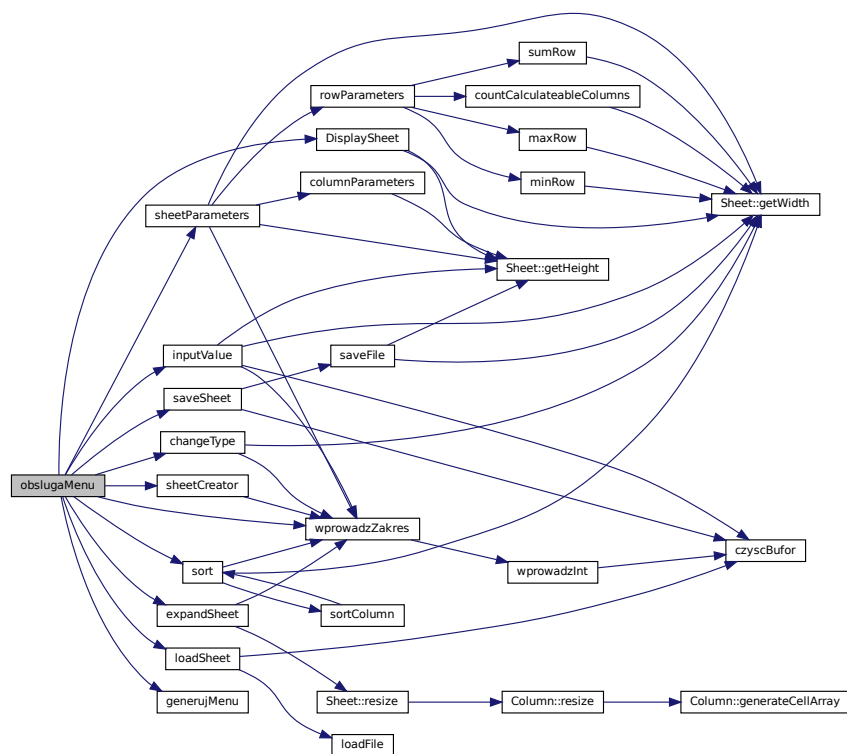 sumRow
rowParameters
countCalculateableColumns
DisplaySheet
maxRow
columnParameters
minRow
sheetParameters
Sheet::getWidth
Sheet::getHeight
inputValue
saveFile
saveSheet
changeType
obslugaMenu
sheetCreator
wprowadzZakres
czyscBufor
sort
wprowadzInt
expandSheet
sortColumn
loadSheet
generujMenu
Sheet::resize
Column::resize
Column::generateCellArray
loadFile